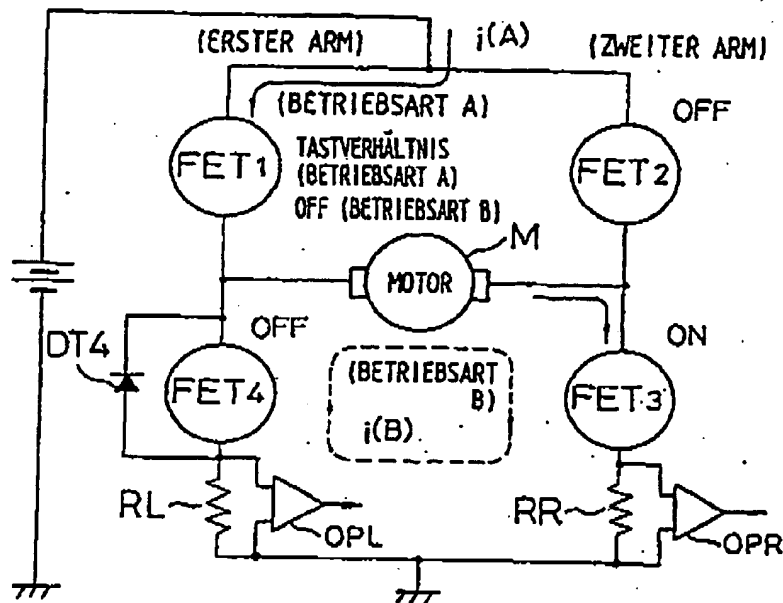 (ERSTER ARM)
i(A)
(ZWEITER ARM)
(BETRIEBSART A)
OFF
FET1
TASTVERHÄLTNIS
(BETRIEBSART A)
OFF (BETRIEBSART B)
FET2
M
MOTOR
DT4
OFF
ON
FET4
(BETRIEBSART
B)
i(B)
FET3
RL
OPL
RR
OPR